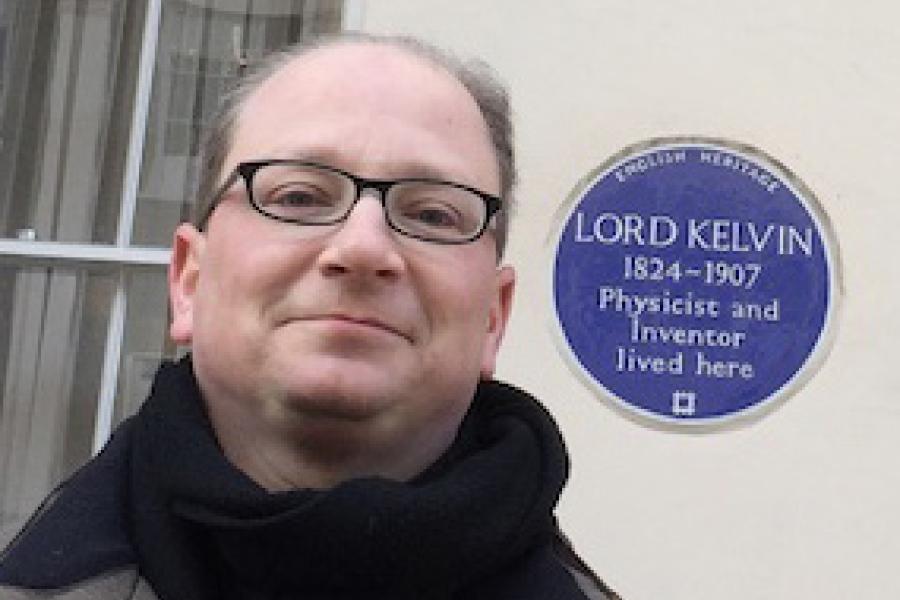 ENGLISH HERITAGE
LORD KELVIN
1824-1907
Physicist and
Inventor
lived here